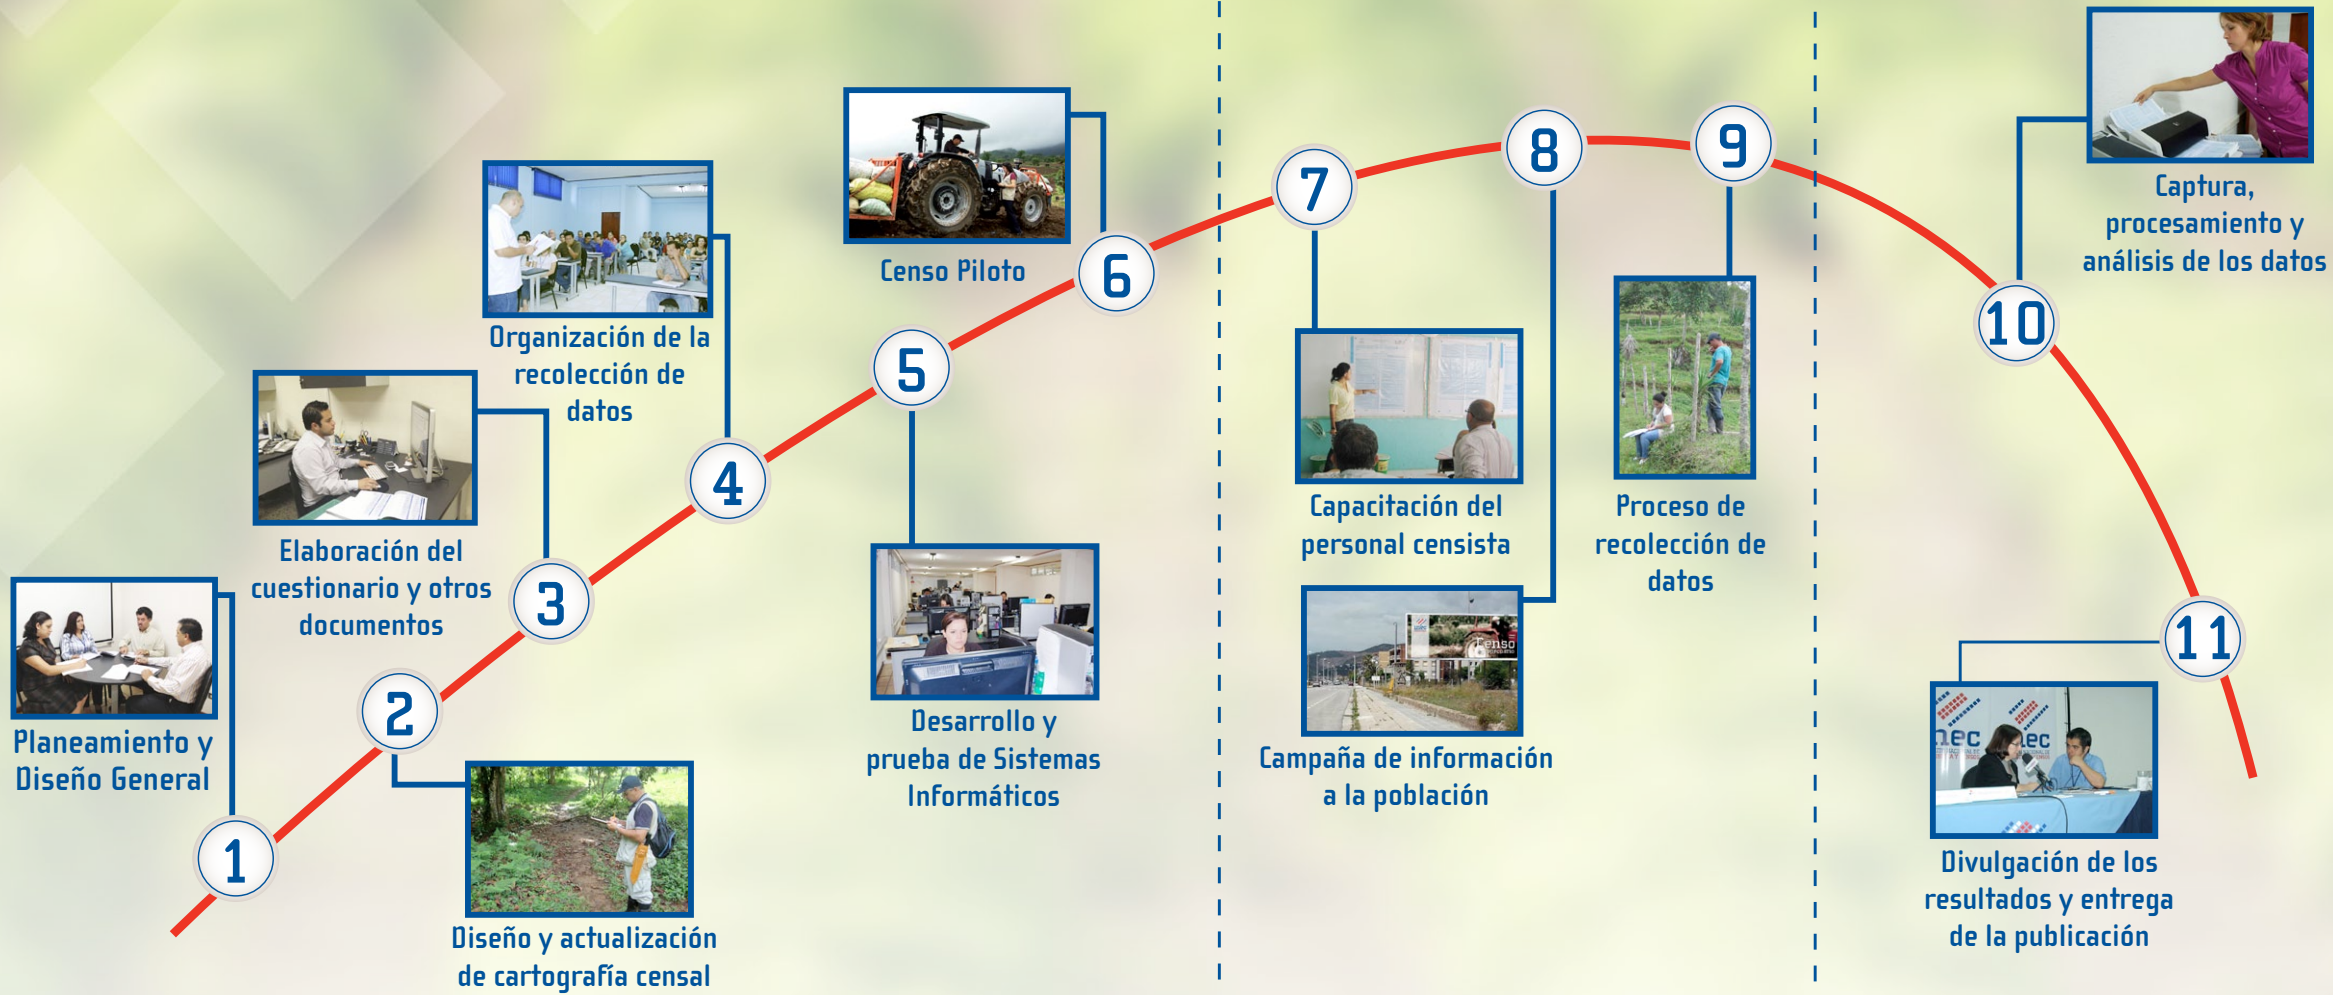 1
Planeamiento y
Diseño General
2
Diseño y actualización
de cartografía censal
3
Elaboración del
cuestionario y otros
documentos
4
Organización de la
recolección de
datos
5
Desarrollo y
prueba de Sistemas
Informáticos
6
Censo Piloto
7
Capacitación del
personal censista
8
Campaña de información
a la población
Censo
9
Proceso de
recolección de
datos
10
Captura,
procesamiento y
análisis de los datos
11
Divulgación de los
resultados y entrega
de la publicación
nec
ec